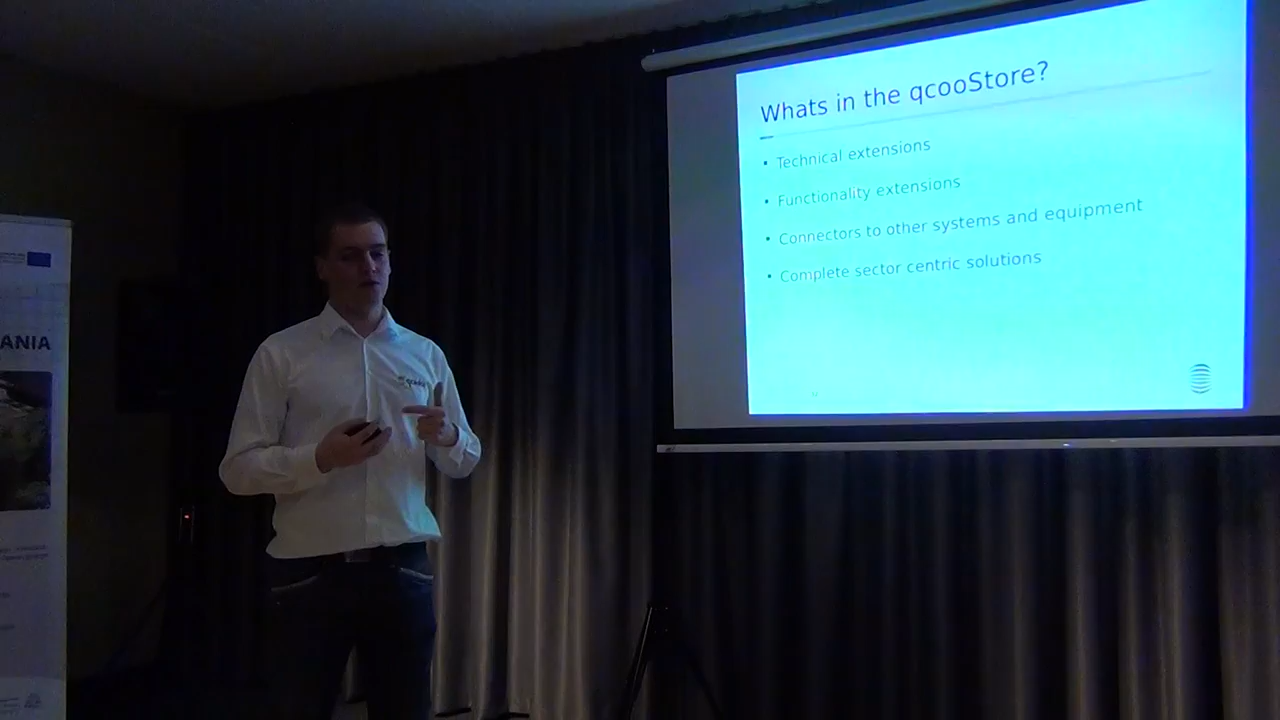 Whats in the qcooStore?
Technical extensions
Functionality extensions
Connectors to other systems and equipment
Complete sector centric solutions
ANIA